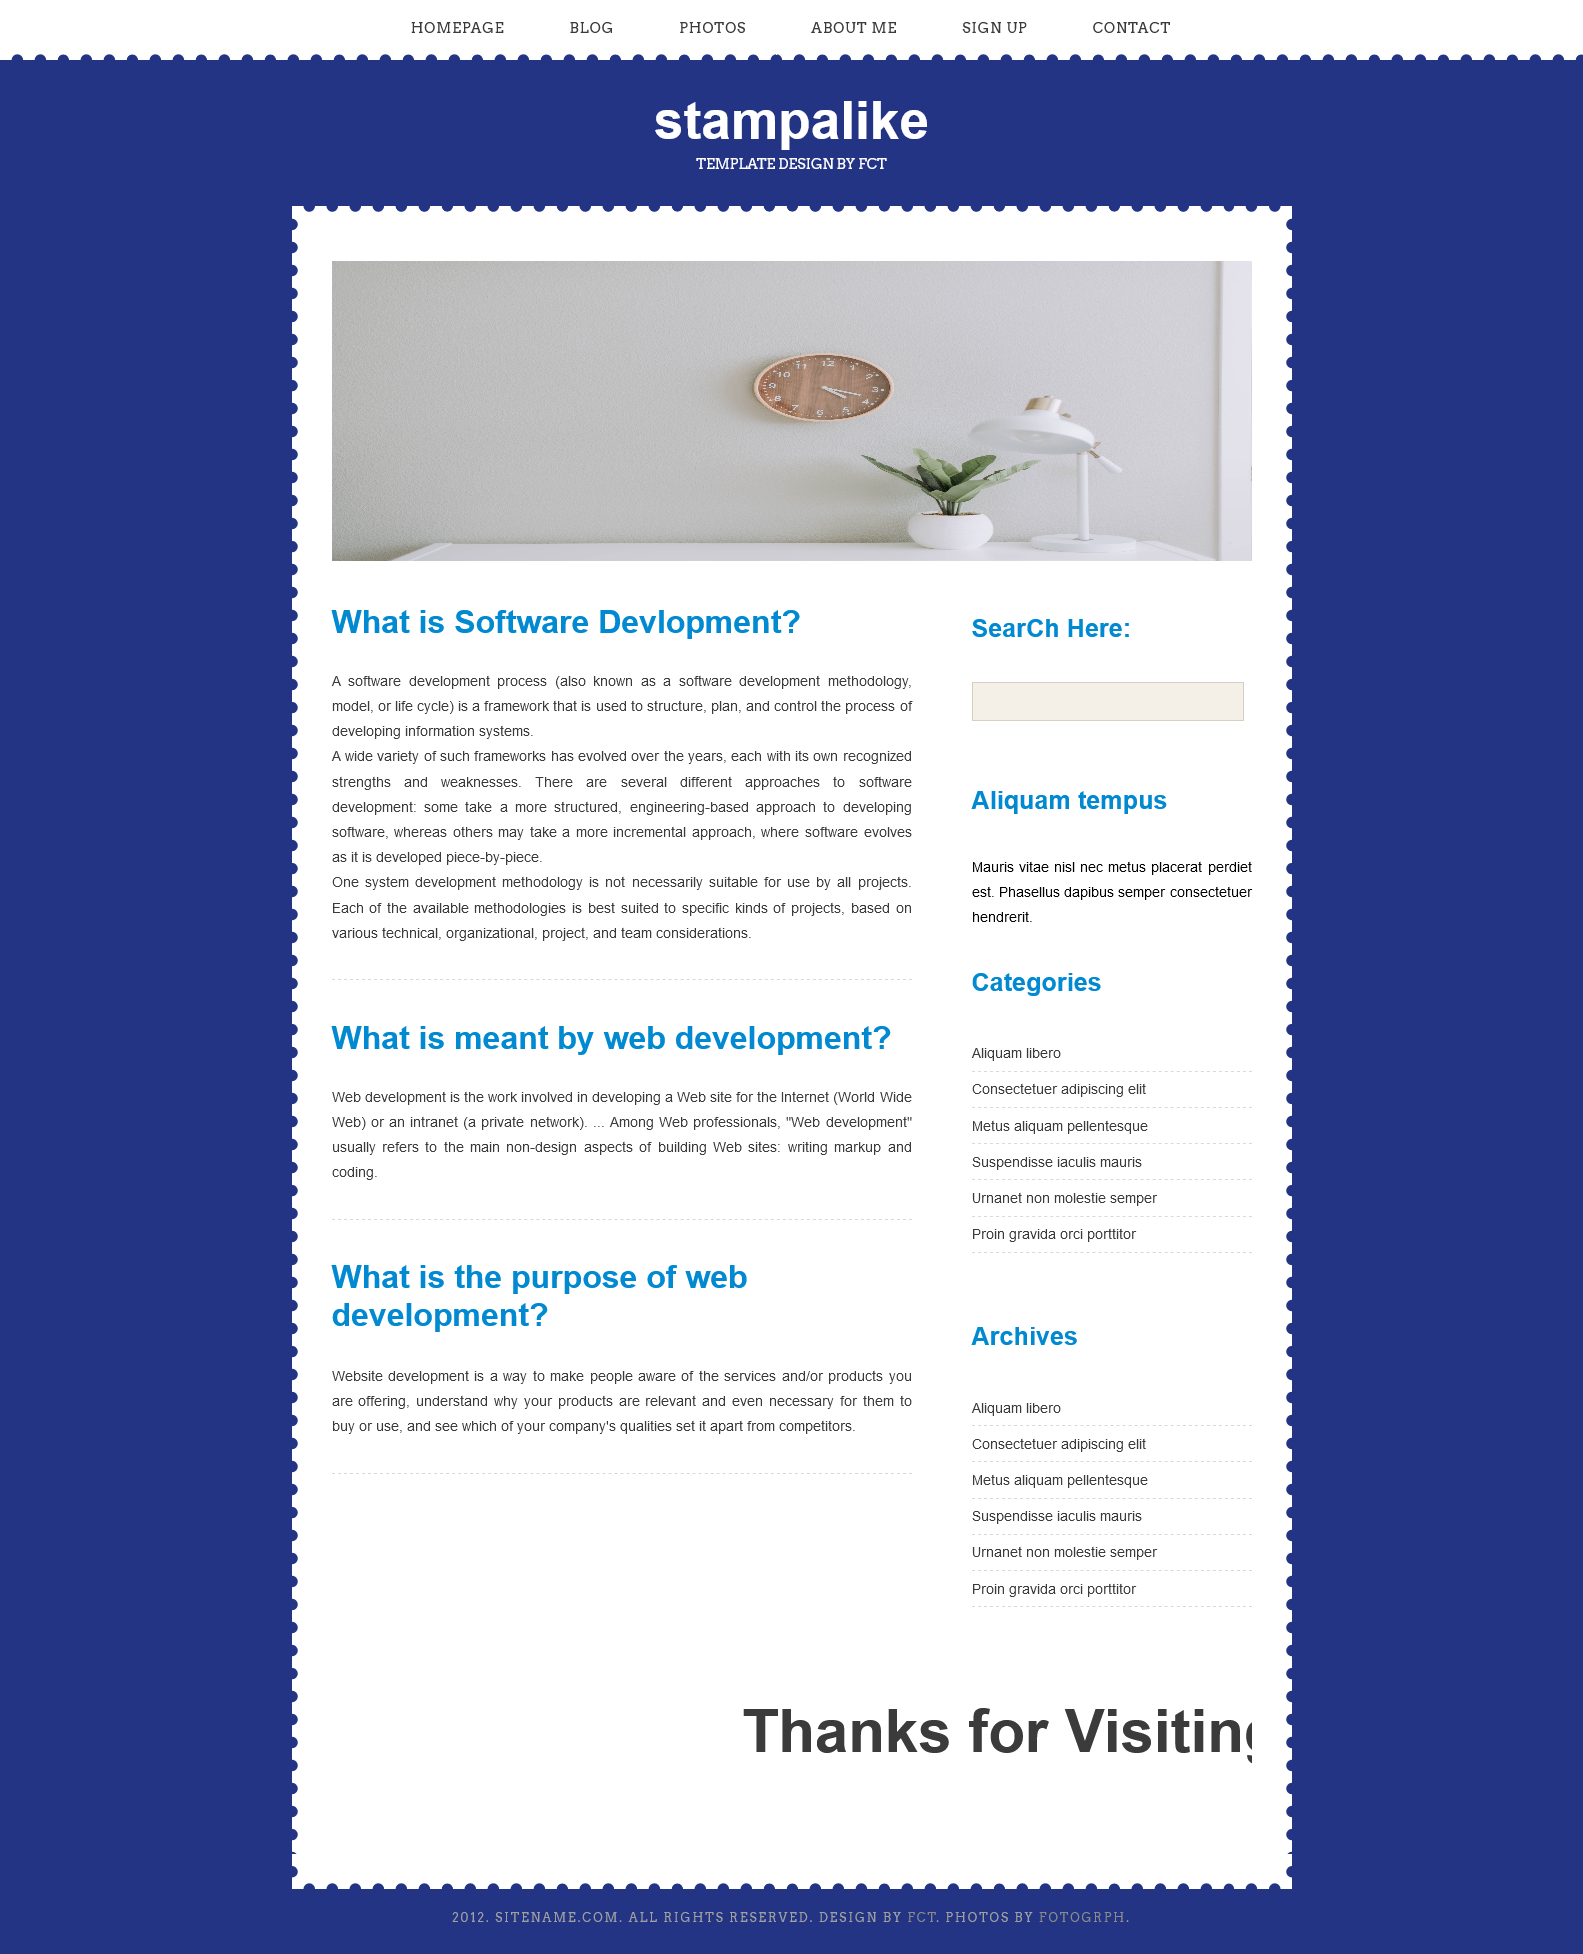 HOMEPAGE BLOG PHOTOS ABOUT ME SIGN UP CONTACT
stampalike
TEMPLATE DESIGN BY FCT
What is Software Devlopment?
A software development process (also known as a software development methodology,
model, or life cycle) is a framework that is used to structure, plan, and control the process of
developing information systems.
A wide variety of such frameworks has evolved over the years, each with its own recognized
strengths and weaknesses. There are several different approaches to software
development: some take a more structured, engineering-based approach to developing
software, whereas others may take a more incremental approach, where software evolves
as it is developed piece-by-piece.
One system development methodology is not necessarily suitable for use by all projects.
Each of the available methodologies is best suited to specific kinds of projects, based on
various technical, organizational, project, and team considerations.
What is meant by web development?
Web development is the work involved in developing a Web site for the Internet (World Wide
Web) or an intranet (a private network). ... Among Web professionals, "Web development"
usually refers to the main non-design aspects of building Web sites: writing markup and
coding.
What is the purpose of web
development?
Website development is a way to make people aware of the services and/or products you
are offering, understand why your products are relevant and even necessary for them to
buy or use, and see which of your company's qualities set it apart from competitors.
SearCh Here:
Aliquam tempus
Mauris vitae nisl nec metus placerat perdiet
est. Phasellus dapibus semper consectetuer
hendrerit.
Categories
Aliquam libero
Consectetuer adipiscing elit
Metus aliquam pellentesque
Suspendisse iaculis mauris
Urnanet non molestie semper
Proin gravida orci porttitor
Archives
Aliquam libero
Consectetuer adipiscing elit
Metus aliquam pellentesque
Suspendisse iaculis mauris
Urnanet non molestie semper
Proin gravida orci porttitor
Thanks for Visiting
2012. SITENAME.COM. ALL RIGHTS RESERVED. DESIGN BY FCT. PHOTOS BY FOTOGRPH.